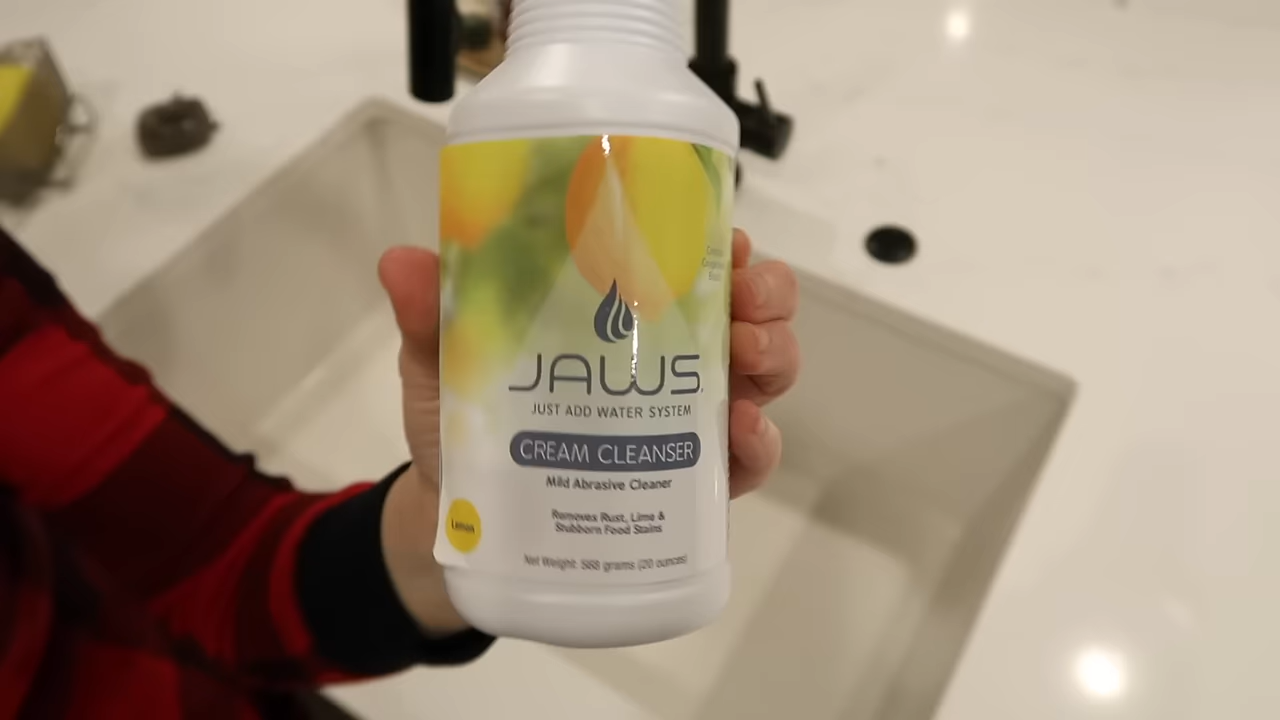 JAWS
JUST ADD WATER SYSTEM
CREAM CLEANSER
Mild Abrasive Cleaner
Removes Rust, Lime &
Stubborn Food Stains
Lemon
Net Weight: 568 grams (20 ounces)